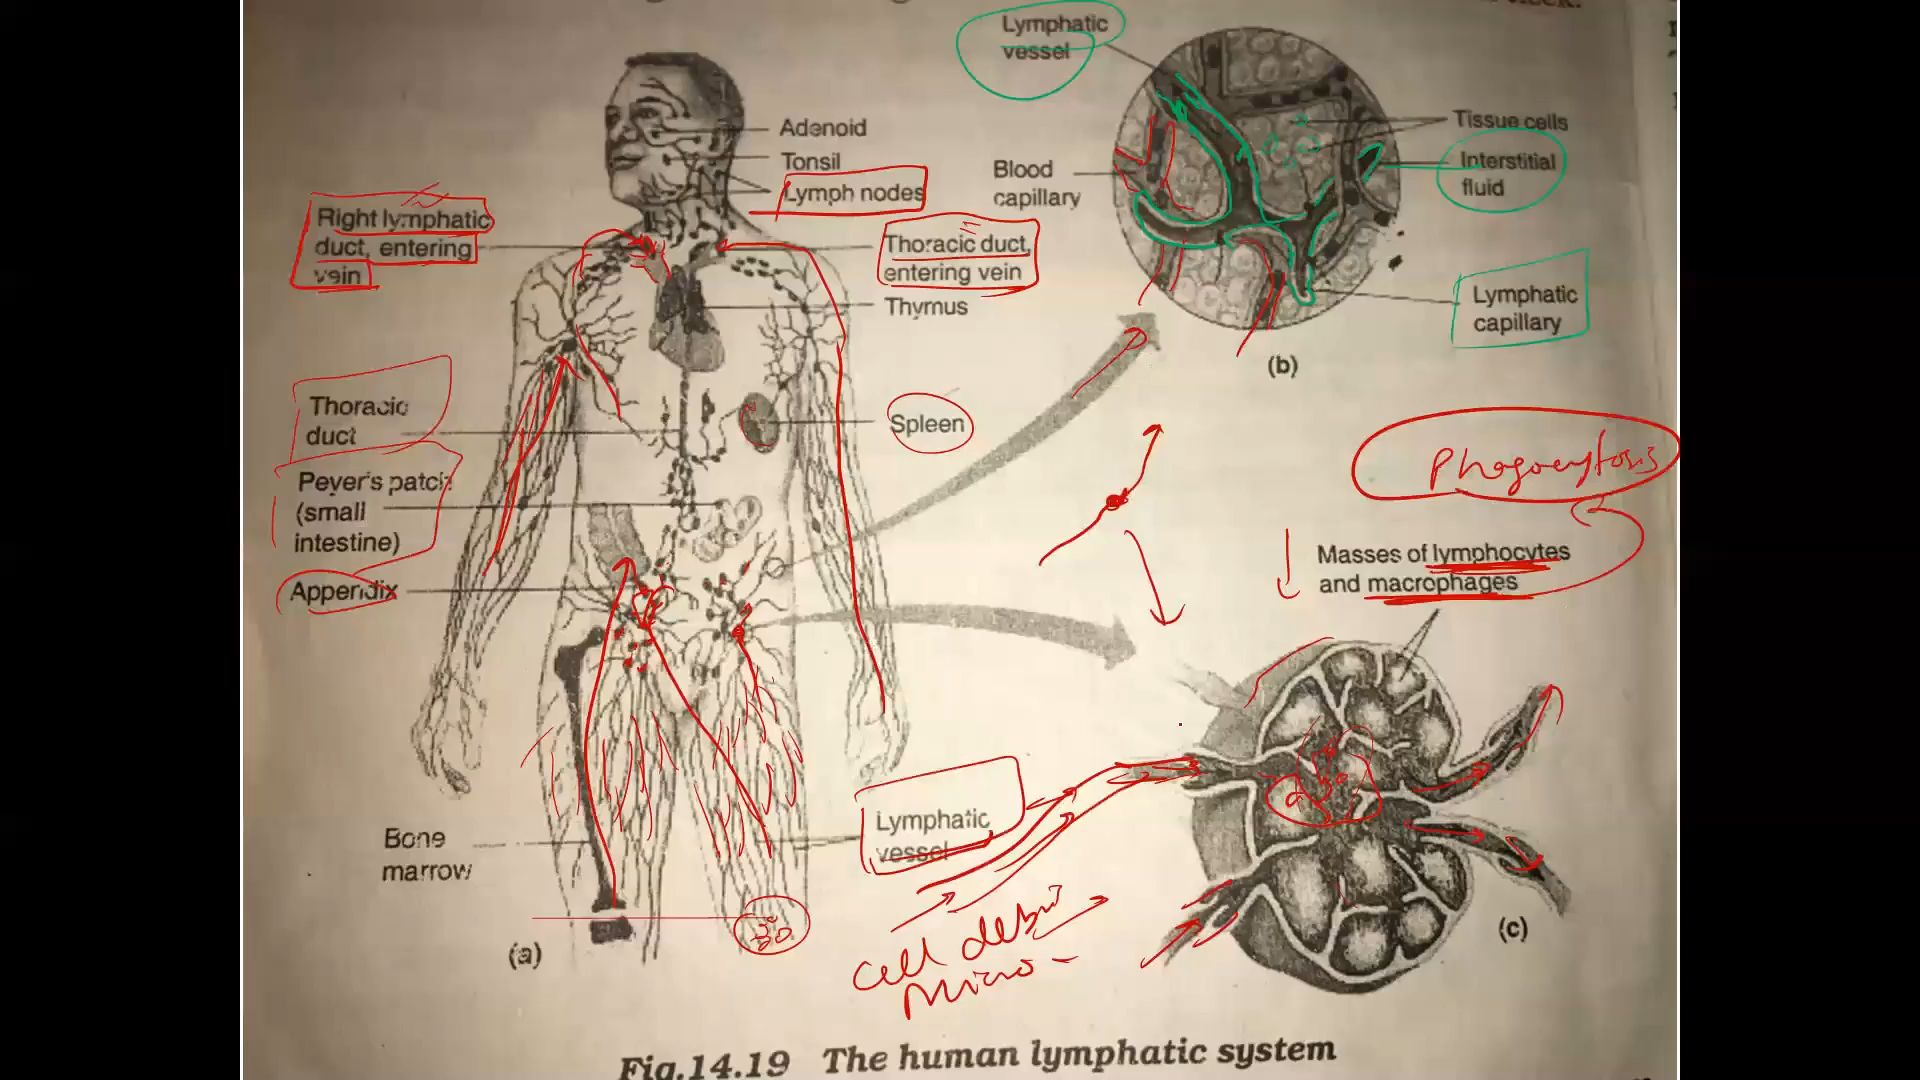 Lymphatic
vessel
Adenoid
Tonsil
Lymph nodes
Right lymphatic
duct, entering
vein
Thoracic duct,
entering vein
Thymus
Thoracic
duct
Spleen
Peyer's patch
(small
intestine)
Appendix
Bone
marrow
Lymphatic
vessel
(a)
Blood
capillary
Tissue cells
Interstitial
fluid
Lymphatic
capillary
(b)
Phagocytosis
Masses of lymphocytes
and macrophages
(c)
cell debri
Micro -
Fig.14.19 The human lymphatic system